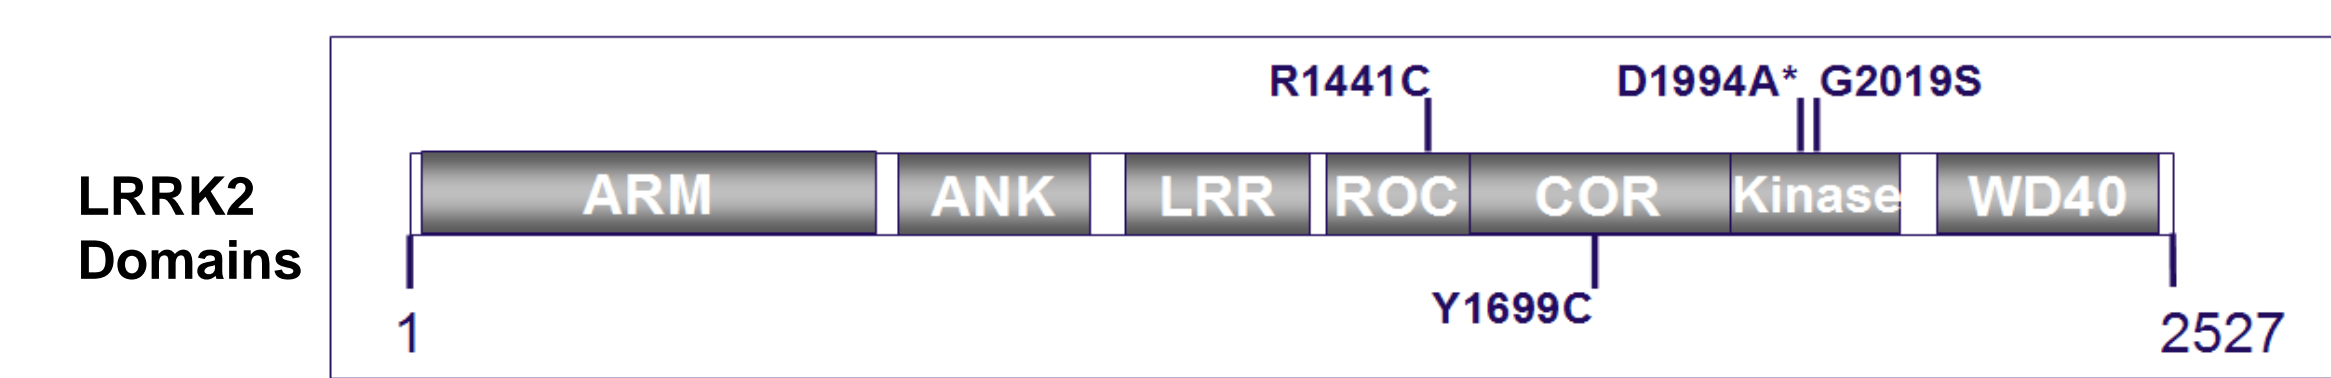 R1441C
D1994A* G2019S
LRRK2
Domains
ARM ANK LRR ROC COR Kinase WD40
Y1699C
1
2527